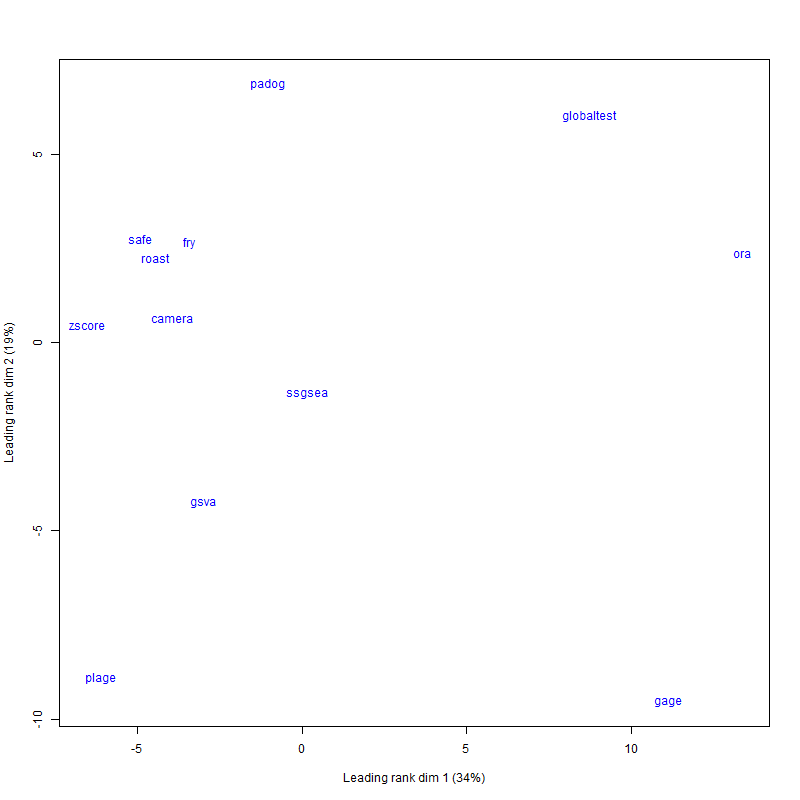 padog
globaltest
5
safe
fry
roast
ora
camera
zscore
0
Leading rank dim 2 (19%)
ssgsea
gsva
-5
plage
gage
-10
-5 0 5 10
Leading rank dim 1 (34%)